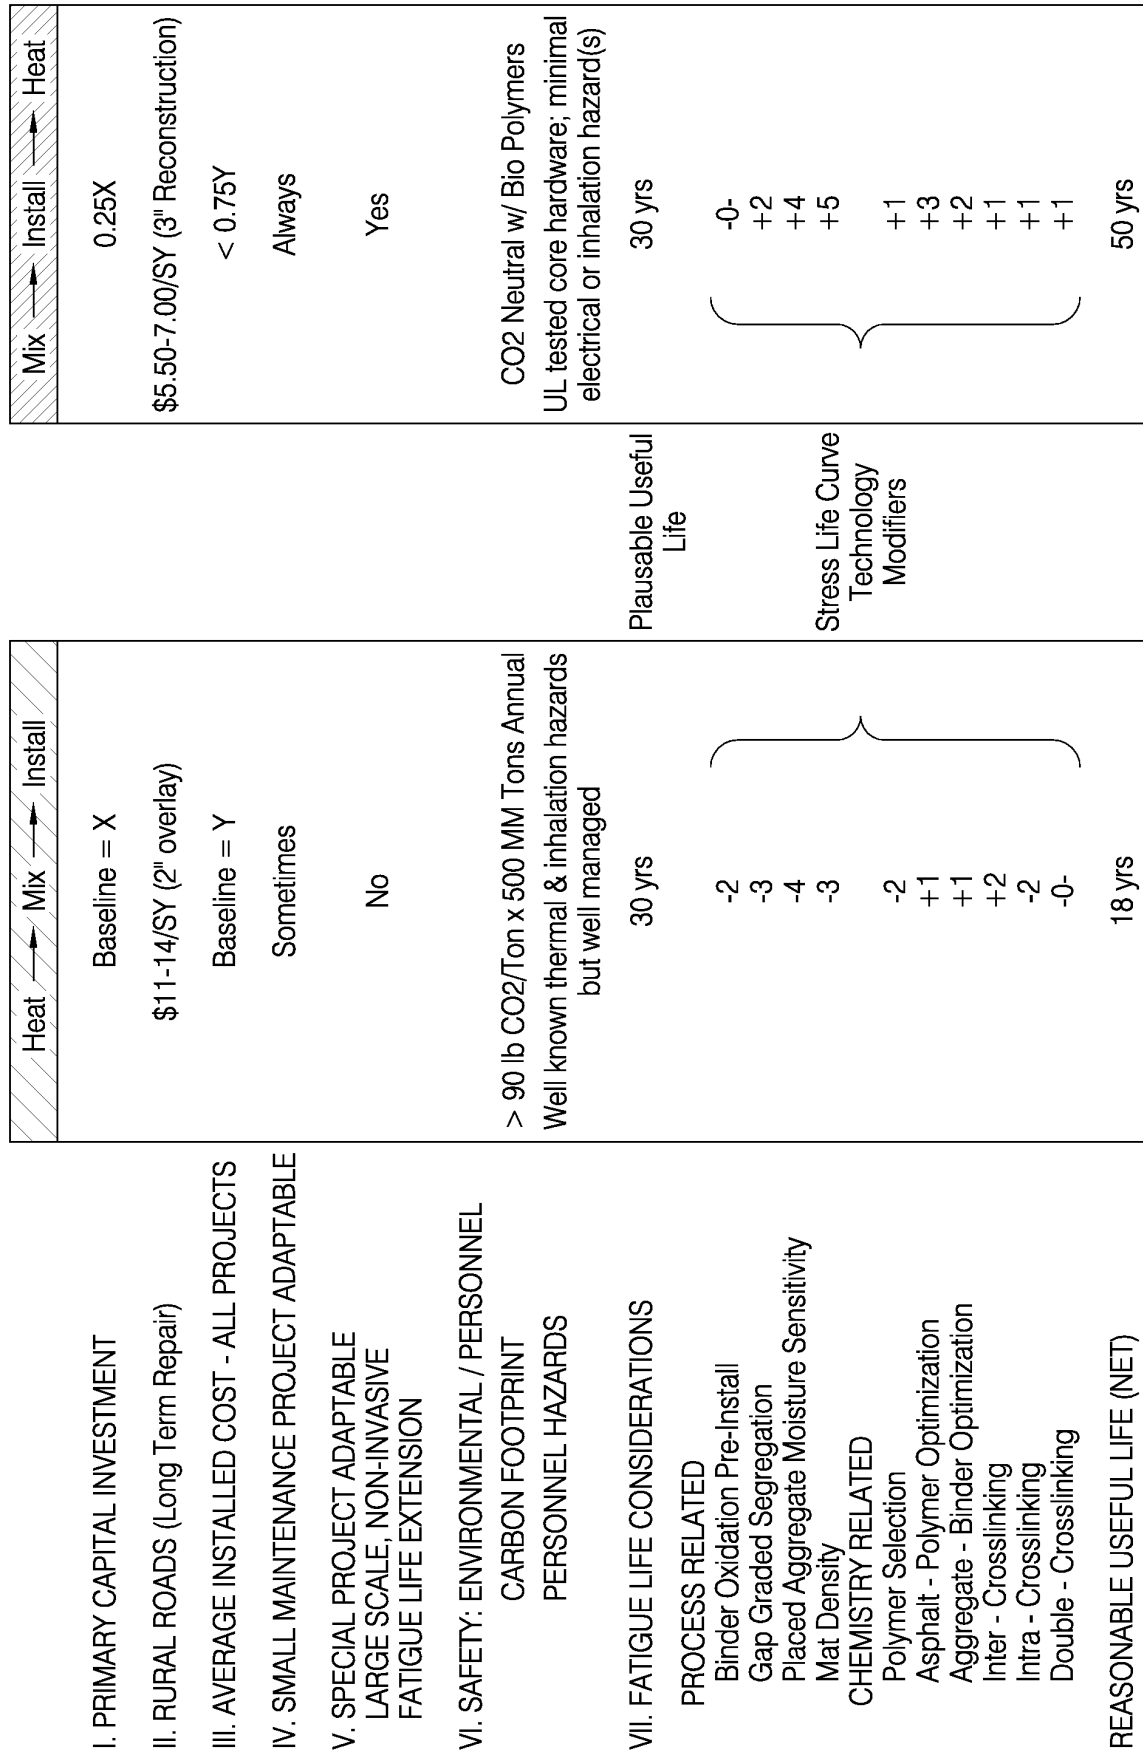 Heat → Mix → Install
Mix → Install → Heat
I. PRIMARY CAPITAL INVESTMENT
Baseline = X
0.25X
II. RURAL ROADS (Long Term Repair)
$11-14/SY (2" overlay)
$5.50-7.00/SY (3" Reconstruction)
III. AVERAGE INSTALLED COST - ALL PROJECTS
Baseline = Y
< 0.75Y
IV. SMALL MAINTENANCE PROJECT ADAPTABLE
Sometimes
Always
V. SPECIAL PROJECT ADAPTABLE
LARGE SCALE, NON-INVASIVE
FATIGUE LIFE EXTENSION
No
Yes
VI. SAFETY: ENVIRONMENTAL / PERSONNEL
CARBON FOOTPRINT
> 90 lb CO2/Ton x 500 MM Tons Annual
CO2 Neutral w/ Bio Polymers
PERSONNEL HAZARDS
Well known thermal & inhalation hazards
but well managed
UL tested core hardware; minimal
electrical or inhalation hazard(s)
VII. FATIGUE LIFE CONSIDERATIONS
30 yrs
Plausable Useful
Life
30 yrs
PROCESS RELATED
Binder Oxidation Pre-Install
-2
-0-
Gap Graded Segregation
-3
+2
Placed Aggregate Moisture Sensitivity
-4
+4
Mat Density
-3
+5
Stress Life Curve
Technology
Modifiers
CHEMISTRY RELATED
Polymer Selection
-2
+1
Asphalt - Polymer Optimization
+1
+3
Aggregate - Binder Optimization
+1
+2
Inter - Crosslinking
+2
+1
Intra - Crosslinking
-2
+1
Double - Crosslinking
-0-
+1
REASONABLE USEFUL LIFE (NET)
18 yrs
50 yrs